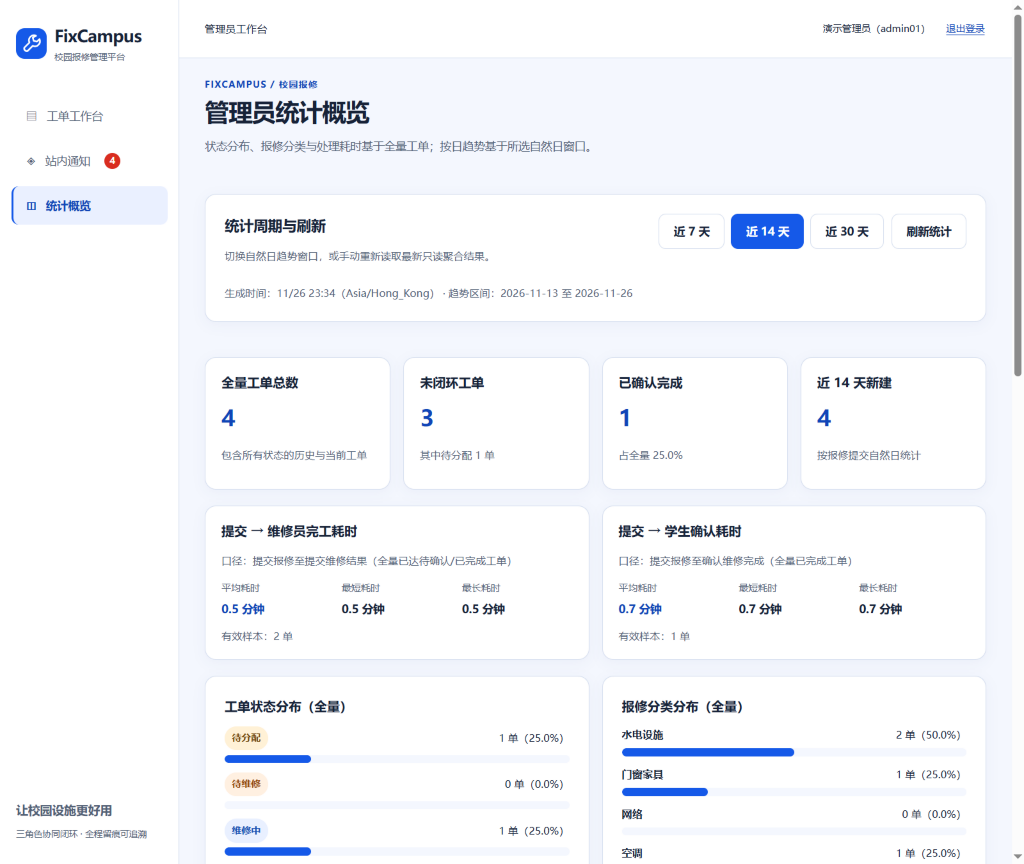 FixCampus
校园报修管理平台
工单工作台
站内通知 4
统计概览
让校园设施更好用
三角色协同闭环 · 全程留痕可追溯
管理员工作台
演示管理员（admin01） 退出登录
FIXCAMPUS / 校园报修
管理员统计概览
状态分布、报修分类与处理耗时基于全量工单；按日趋势基于所选自然日窗口。
统计周期与刷新
近 7 天 近 14 天 近 30 天 刷新统计
切换自然日趋势窗口，或手动重新读取最新只读聚合结果。
生成时间：11/26 23:34（Asia/Hong_Kong） · 趋势区间：2026-11-13 至 2026-11-26
全量工单总数
4
包含所有状态的历史与当前工单
未闭环工单
3
其中待分配 1 单
已确认完成
1
占全量 25.0%
近 14 天新建
4
按报修提交自然日统计
提交 → 维修员完工耗时
口径：提交报修至提交维修结果（全量已达待确认/已完成工单）
平均耗时 最短耗时 最长耗时
0.5 分钟 0.5 分钟 0.5 分钟
有效样本：2 单
提交 → 学生确认耗时
口径：提交报修至确认维修完成（全量已完成工单）
平均耗时 最短耗时 最长耗时
0.7 分钟 0.7 分钟 0.7 分钟
有效样本：1 单
工单状态分布（全量）
待分配 1 单（25.0%）
待维修 0 单（0.0%）
维修中 1 单（25.0%）
报修分类分布（全量）
水电设施 2 单（50.0%）
门窗家具 1 单（25.0%）
网络 0 单（0.0%）
空调 1 单（25.0%）